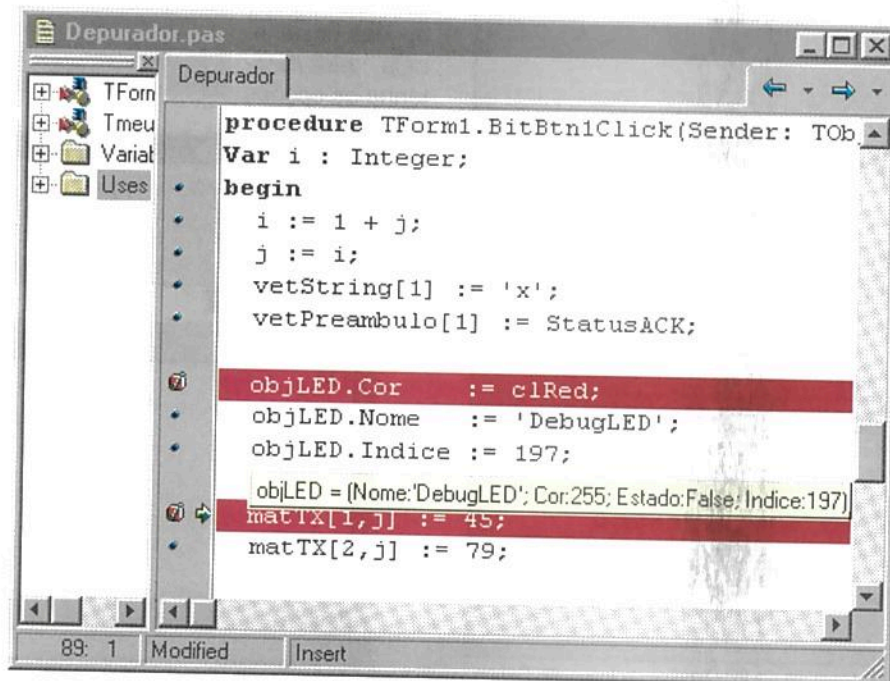 Depurador.pas
TForn
Tmeu
Variat
Uses
Depurador
procedure TForm1.BitBtn1Click(Sender: TOb
Var i : Integer;
begin
i := 1 + j;
j := i;
vetString[1] := 'x';
vetPreambulo[1] := StatusACK;
objLED.Cor := clRed;
objLED.Nome := 'DebugLED';
objLED.Indice := 197;
objLED = (Nome:'DebugLED'; Cor:255; Estado:False; Indice:197)
matTX[1,j] := 45;
matTX[2,j] := 79;
89: 1 Modified Insert